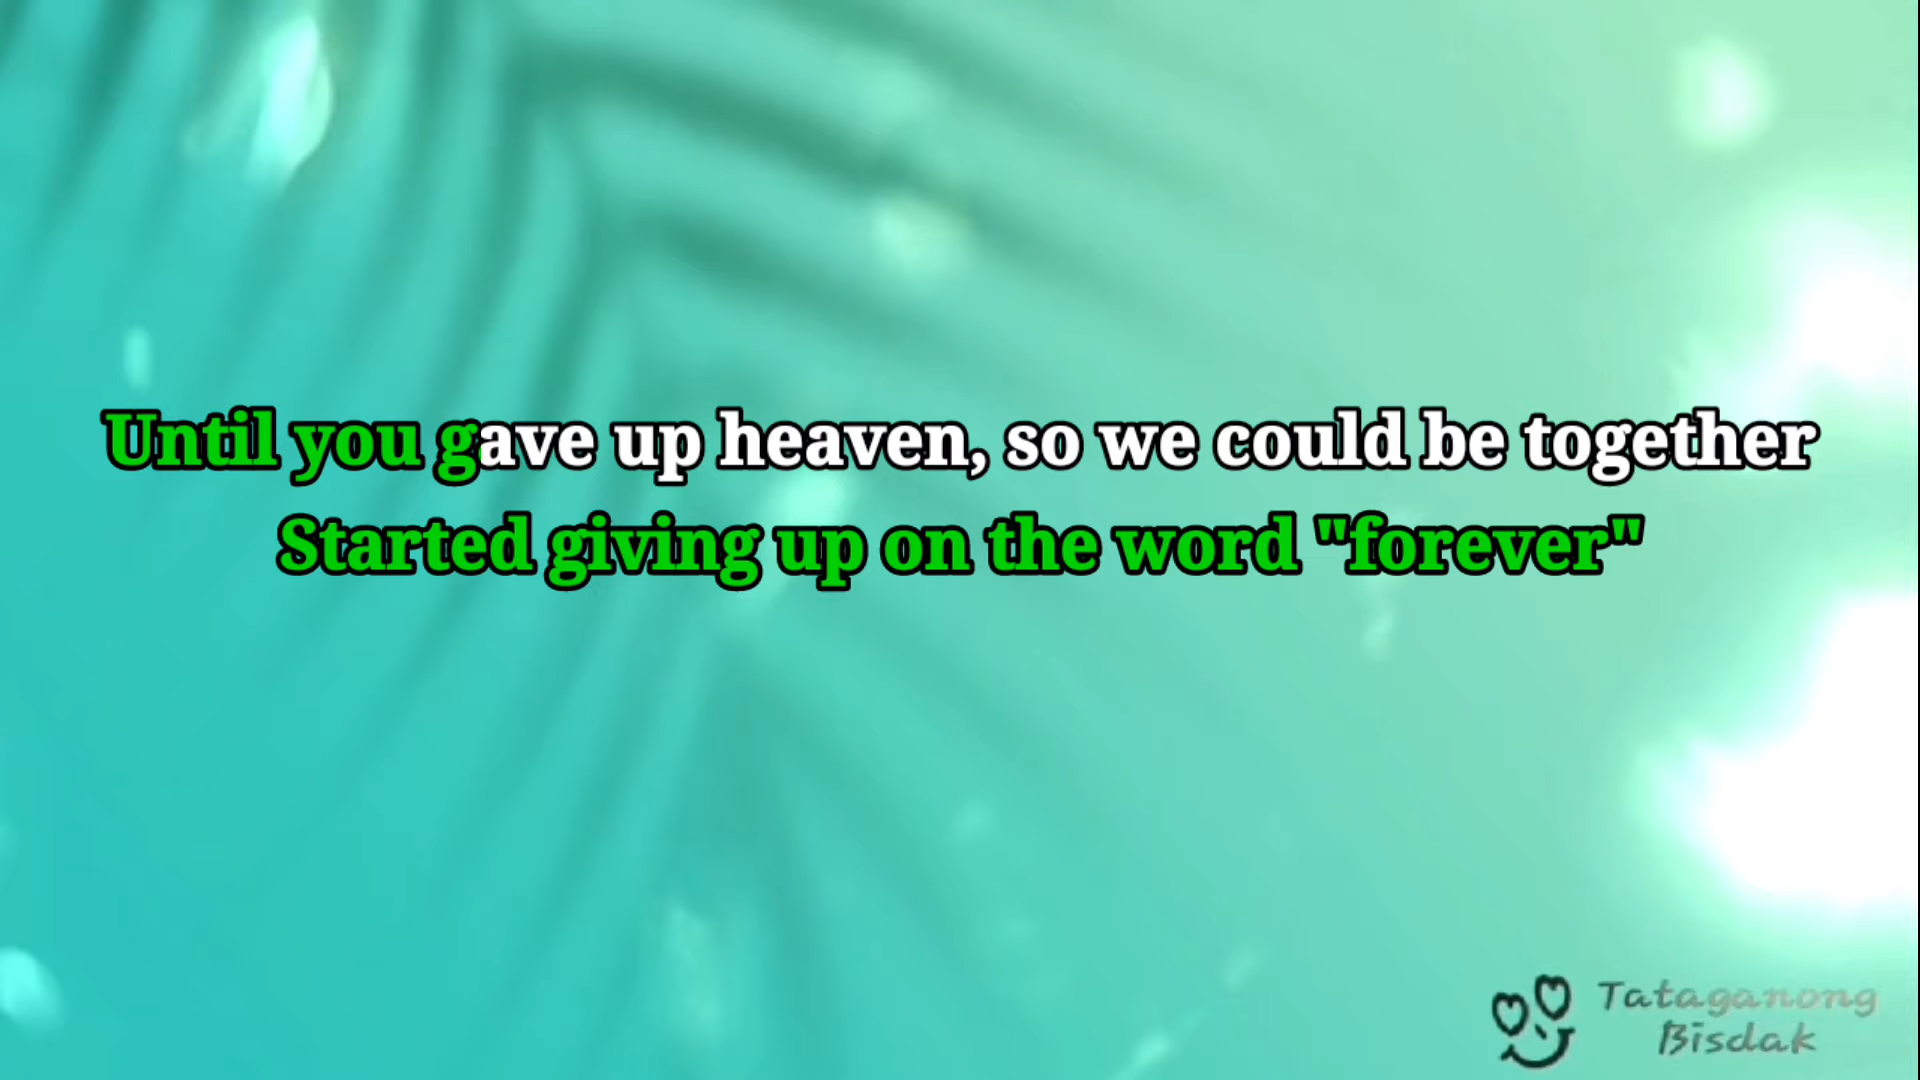 Until you gave up heaven, so we could be together
Started giving up on the word "forever"
Tataganong
Bisdak